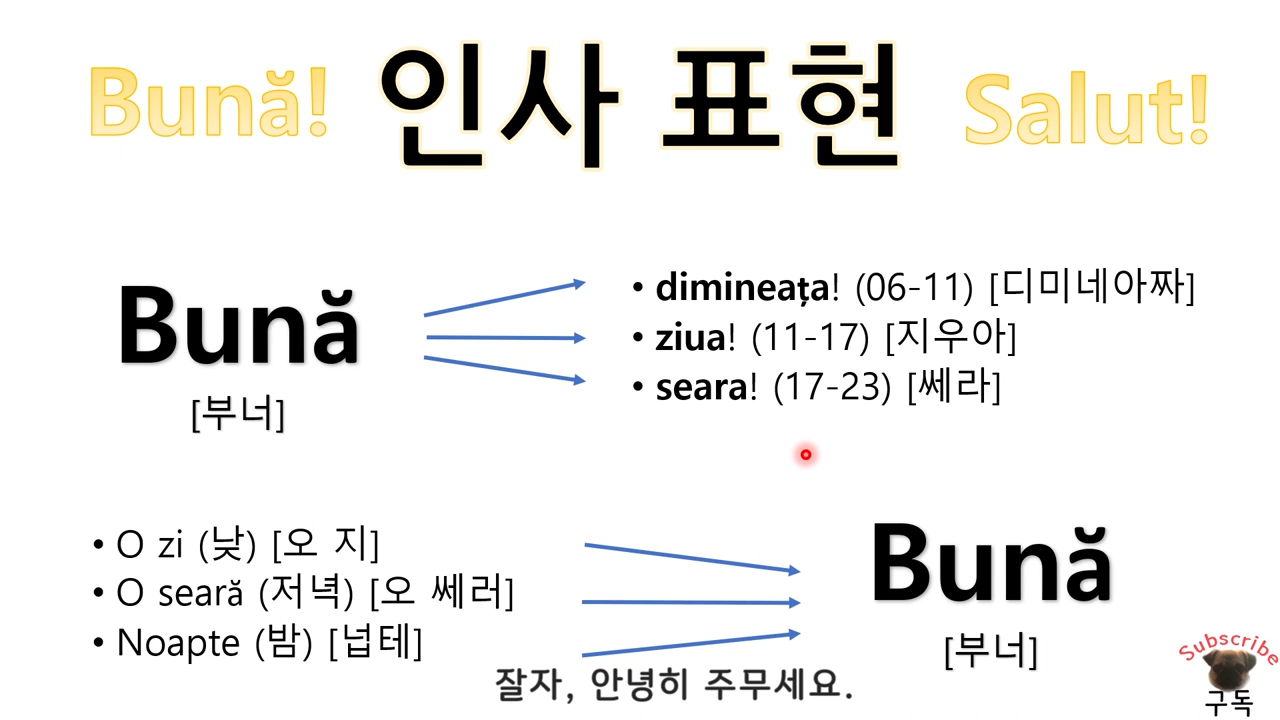 Bună! 인사 표현 Salut!
Bună
[부너]
• dimineața! (06-11) [디미네아짜]
• ziua! (11-17) [지우아]
• seara! (17-23) [쎄라]
• O zi (낮) [오 지]
• O seară (저녁) [오 쎄러]
• Noapte (밤) [넙테]
Bună
[부너]
잘자, 안녕히 주무세요.
Subscribe
구독